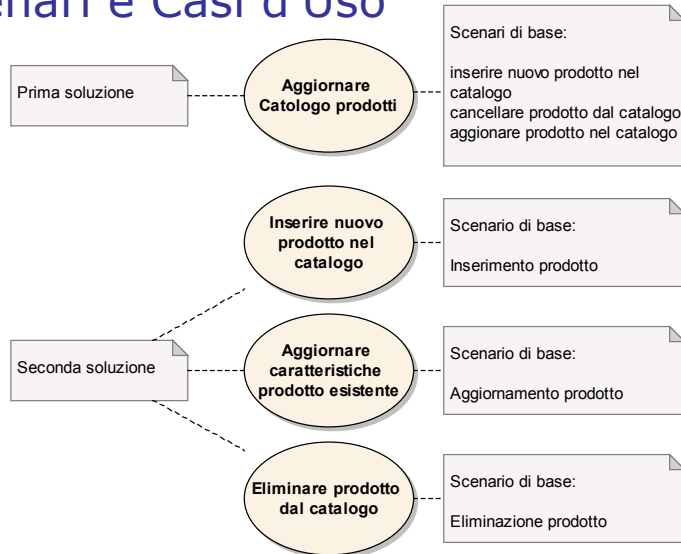 enari e Casi d'Uso
Prima soluzione
Aggiornare
Catologo prodotti
Scenari di base:
inserire nuovo prodotto nel
catalogo
cancellare prodotto dal catalogo
aggionare prodotto nel catalogo
Inserire nuovo
prodotto nel
catalogo
Scenario di base:
Inserimento prodotto
Seconda soluzione
Aggiornare
caratteristiche
prodotto esistente
Scenario di base:
Aggiornamento prodotto
Eliminare prodotto
dal catalogo
Scenario di base:
Eliminazione prodotto